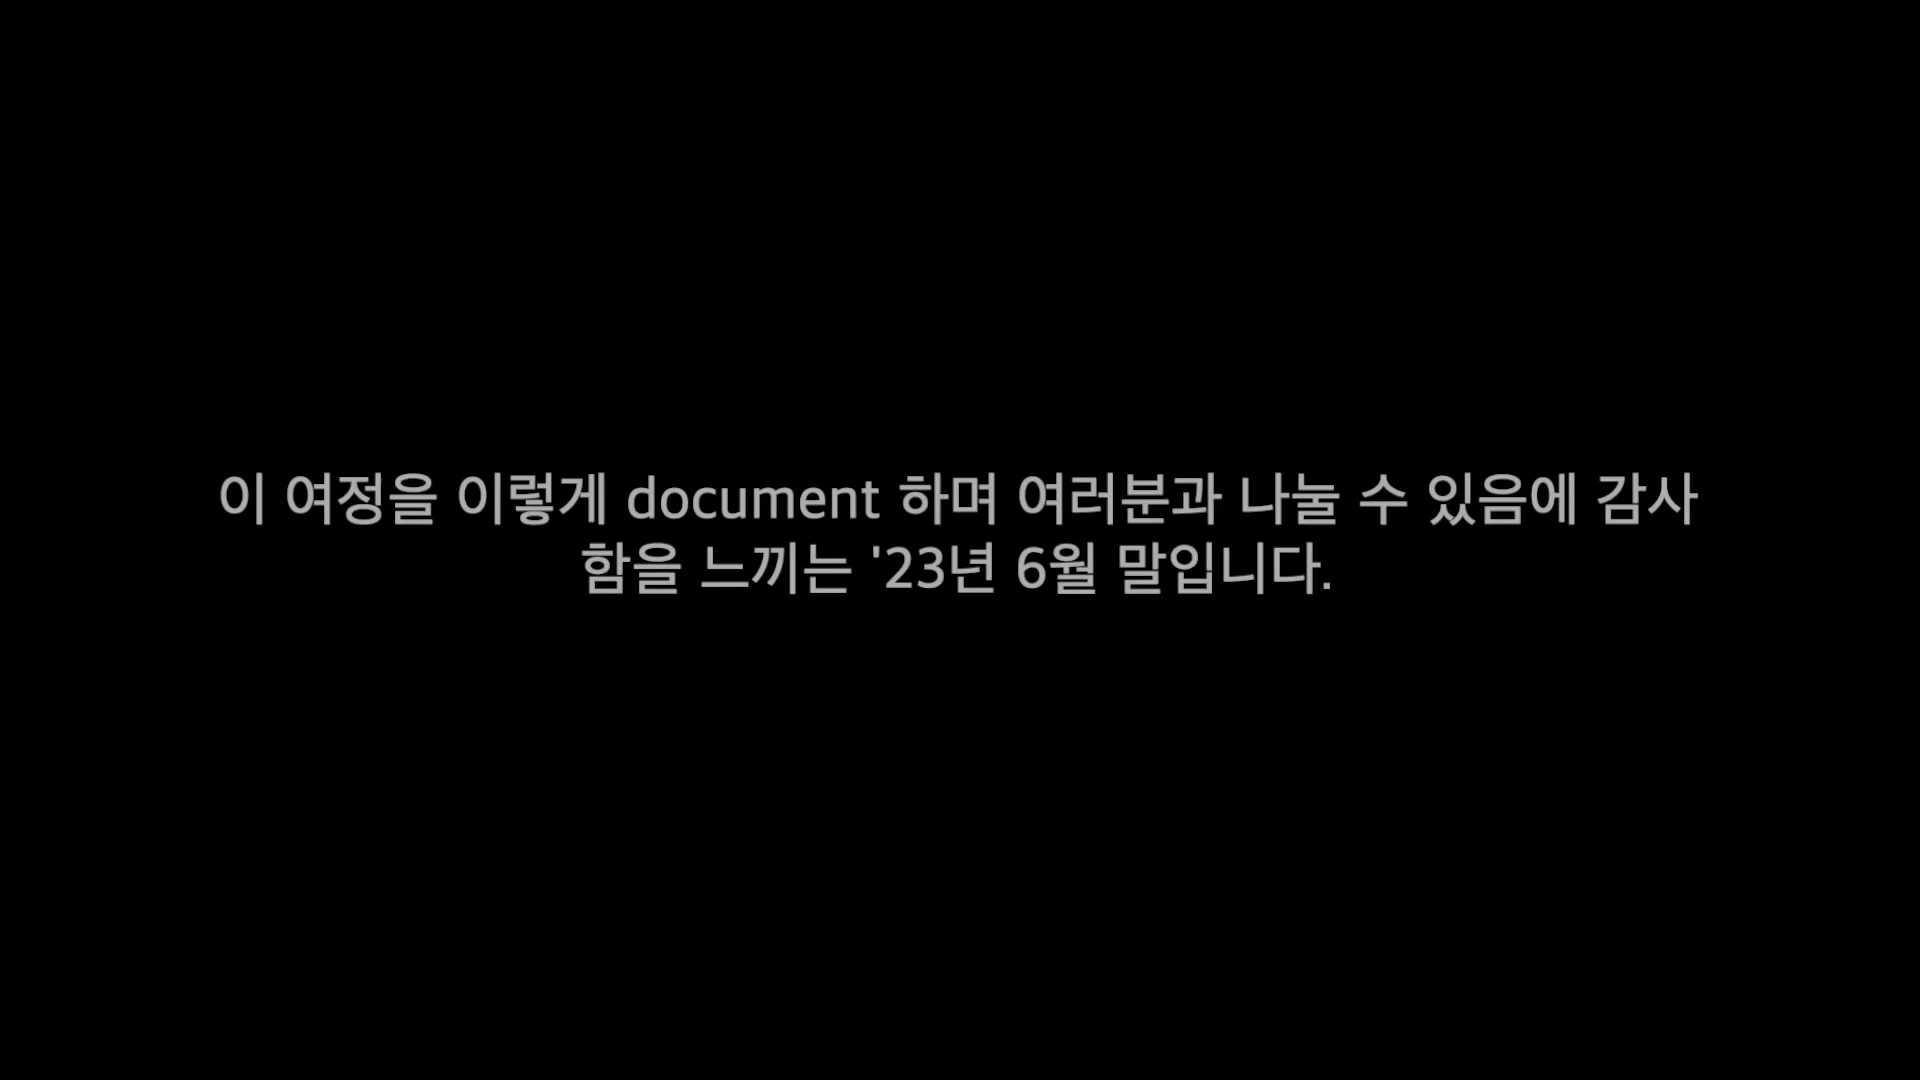 이 여정을 이렇게 document 하며 여러분과 나눌 수 있음에 감사
함을 느끼는 '23년 6월 말입니다.